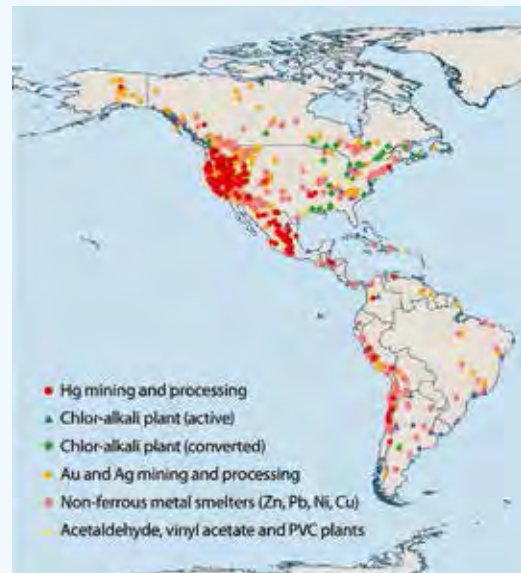 Hg mining and processing
Chlor-alkali plant (active)
Chlor-alkali plant (converted)
Au and Ag mining and processing
Non-ferrous metal smelters (Zn, Pb, Ni, Cu)
Acetaldehyde, vinyl acetate and PVC plants